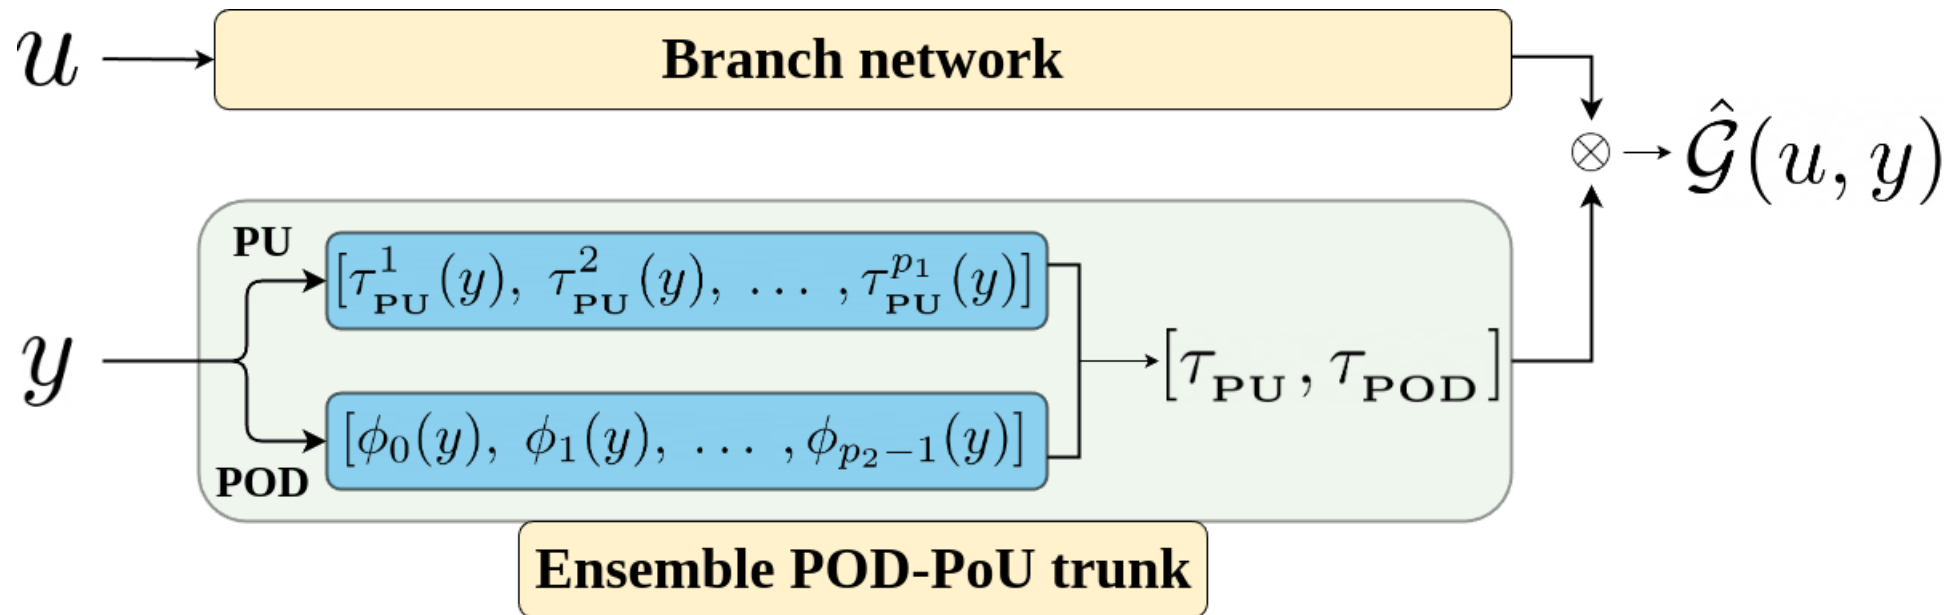 u
Branch network
⊗
Ĝ(u, y)
PU
[τ¹_PU(y), τ²_PU(y), … , τ^{p₁}_PU(y)]
y
[τ_PU, τ_POD]
[ϕ₀(y), ϕ₁(y), … , ϕ_{p₂−1}(y)]
POD
Ensemble POD-PoU trunk